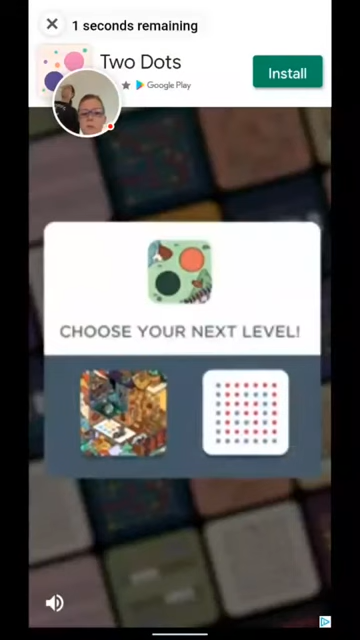 1 seconds remaining
Two Dots
Install
Google Play
CHOOSE YOUR NEXT LEVEL!